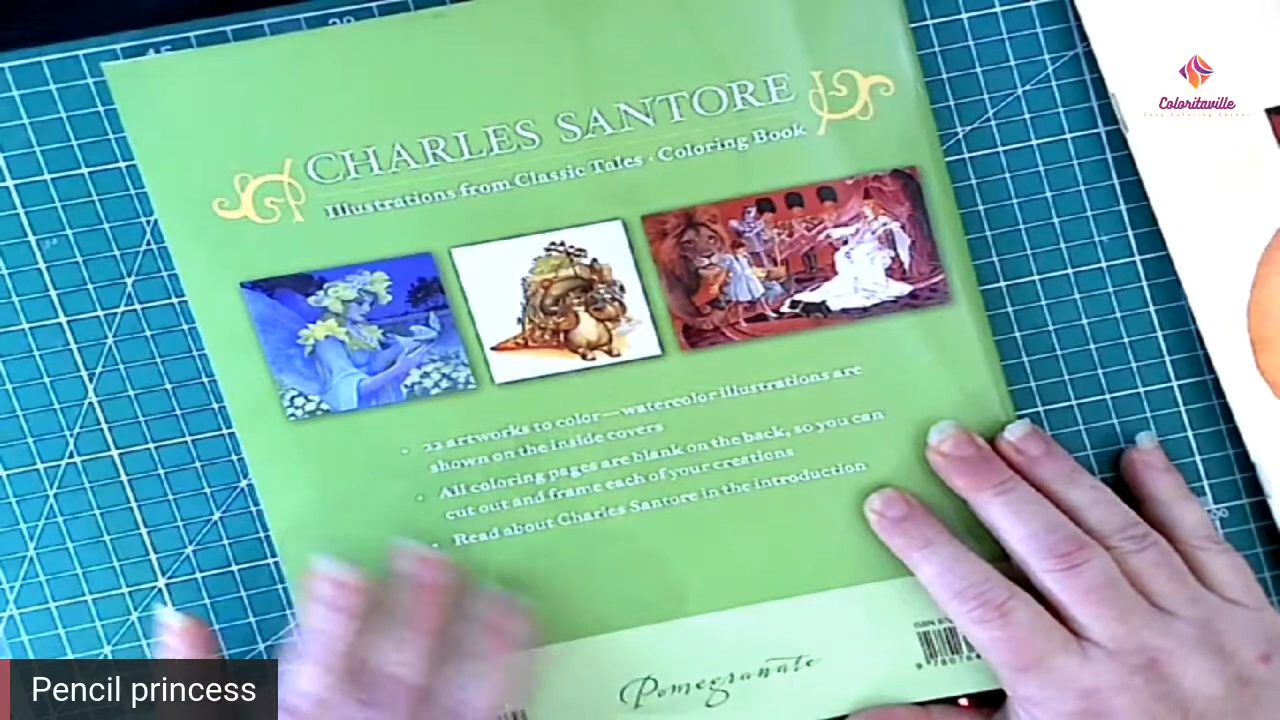 Coloritaville
CHARLES SANTORE
Illustrations from Classic Tales · Coloring Book
• 22 artworks to color—watercolor illustrations are
shown on the inside covers
• All coloring pages are blank on the back, so you can
cut out and frame each of your creations
• Read about Charles Santore in the introduction
Pomegranate
Pencil princess